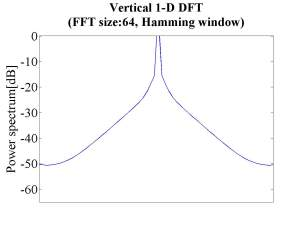 Vertical 1-D DFT
(FFT size:64, Hamming window)
Power spectrum[dB]
0
-10
-20
-30
-40
-50
-60